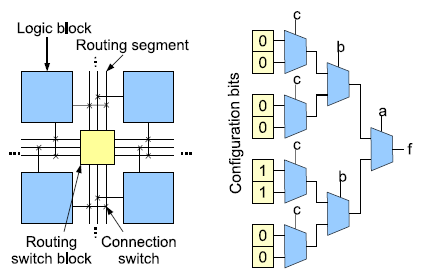 Logic block
Routing segment
Routing
switch block
Connection
switch
Configuration bits
c
0
0
b
c
0
0
a
f
c
1
1
b
c
0
0